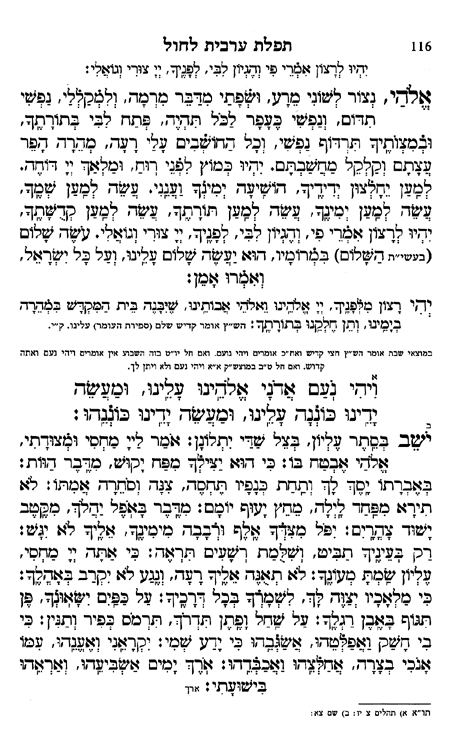 116 תפלת ערבית לחול
יִהְיוּ לְרָצוֹן אִמְרֵי פִי וְהֶגְיוֹן לִבִּי, לְפָנֶיךָ, יְיָ צוּרִי וְגוֹאֲלִי:
אֱלֹהַי, נְצוֹר לְשׁוֹנִי מֵרָע, וּשְׂפָתַי מִדַּבֵּר מִרְמָה, וְלִמְקַלְלַי, נַפְשִׁי
תִדּוֹם, וְנַפְשִׁי כֶּעָפָר לַכֹּל תִּהְיֶה, פְּתַח לִבִּי בְּתוֹרָתֶךָ,
וּבְמִצְוֹתֶיךָ תִּרְדּוֹף נַפְשִׁי, וְכָל הַחוֹשְׁבִים עָלַי רָעָה, מְהֵרָה הָפֵר
עֲצָתָם וְקַלְקֵל מַחֲשַׁבְתָּם. יִהְיוּ כְּמוֹץ לִפְנֵי רוּחַ, וּמַלְאַךְ יְיָ דּוֹחֶה.
לְמַעַן יֵחָלְצוּן יְדִידֶיךָ, הוֹשִׁיעָה יְמִינְךָ וַעֲנֵנִי. עֲשֵׂה לְמַעַן שְׁמֶךָ,
עֲשֵׂה לְמַעַן יְמִינֶךָ, עֲשֵׂה לְמַעַן תּוֹרָתֶךָ, עֲשֵׂה לְמַעַן קְדֻשָּׁתֶךָ,
יִהְיוּ לְרָצוֹן אִמְרֵי פִי, וְהֶגְיוֹן לִבִּי, לְפָנֶיךָ, יְיָ צוּרִי וְגוֹאֲלִי. עֹשֶׂה שָׁלוֹם
(בעשי״ת הַשָּׁלוֹם) בִּמְרוֹמָיו, הוּא יַעֲשֶׂה שָׁלוֹם עָלֵינוּ, וְעַל כָּל יִשְׂרָאֵל,
וְאִמְרוּ אָמֵן:
יְהִי רָצוֹן מִלְּפָנֶיךָ, יְיָ אֱלֹהֵינוּ וֵאלֹהֵי אֲבוֹתֵינוּ, שֶׁיִּבָּנֶה בֵּית הַמִּקְדָּשׁ בִּמְהֵרָה
בְיָמֵינוּ, וְתֵן חֶלְקֵנוּ בְּתוֹרָתֶךָ: הש״ץ אומר קדיש שלם (ספירת העומר) עלינו. ק״י.
במוצאי שבת אומר הש״ץ חצי קדיש ואח״כ אומרים ויהי נועם. ואם חל יו״ט בזה השבוע אין אומרים ויהי נועם ואתה
קדוש. ואם חל ט״ב במוצש״ק א״א ויהי נועם ולא ויתן לך.
א
וִיהִי נֹעַם אֲדֹנָי אֱלֹהֵינוּ עָלֵינוּ, וּמַעֲשֵׂה
יָדֵינוּ כּוֹנְנָה עָלֵינוּ, וּמַעֲשֵׂה יָדֵינוּ כּוֹנְנֵהוּ:
ב
יֹשֵׁב בְּסֵתֶר עֶלְיוֹן, בְּצֵל שַׁדַּי יִתְלוֹנָן: אֹמַר לַייָ מַחְסִי וּמְצוּדָתִי,
אֱלֹהַי אֶבְטַח בּוֹ: כִּי הוּא יַצִּילְךָ מִפַּח יָקוּשׁ, מִדֶּבֶר הַוּוֹת:
בְּאֶבְרָתוֹ יָסֶךְ לָךְ וְתַחַת כְּנָפָיו תֶּחְסֶה, צִנָּה וְסֹחֵרָה אֲמִתּוֹ: לֹא
תִירָא מִפַּחַד לָיְלָה, מֵחֵץ יָעוּף יוֹמָם: מִדֶּבֶר בָּאֹפֶל יַהֲלֹךְ, מִקֶּטֶב
יָשׁוּד צָהֳרָיִם: יִפֹּל מִצִּדְּךָ אֶלֶף וּרְבָבָה מִימִינֶךָ, אֵלֶיךָ לֹא יִגָּשׁ:
רַק בְּעֵינֶיךָ תַבִּיט, וְשִׁלֻּמַת רְשָׁעִים תִּרְאֶה: כִּי אַתָּה יְיָ מַחְסִי,
עֶלְיוֹן שַׂמְתָּ מְעוֹנֶךָ: לֹא תְאֻנֶּה אֵלֶיךָ רָעָה, וְנֶגַע לֹא יִקְרַב בְּאָהֳלֶךָ:
כִּי מַלְאָכָיו יְצַוֶּה לָּךְ, לִשְׁמָרְךָ בְּכָל דְּרָכֶיךָ: עַל כַּפַּיִם יִשָּׂאוּנְךָ, פֶּן
תִּגּוֹף בָּאֶבֶן רַגְלֶךָ: עַל שַׁחַל וָפֶתֶן תִּדְרֹךְ, תִּרְמֹס כְּפִיר וְתַנִּין: כִּי
בִי חָשַׁק וַאֲפַלְּטֵהוּ, אֲשַׂגְּבֵהוּ כִּי יָדַע שְׁמִי: יִקְרָאֵנִי וְאֶעֱנֵהוּ, עִמּוֹ
אָנֹכִי בְצָרָה, אֲחַלְּצֵהוּ וַאֲכַבְּדֵהוּ: אֹרֶךְ יָמִים אַשְׂבִּיעֵהוּ, וְאַרְאֵהוּ
בִּישׁוּעָתִי: ארך
תו״א א) תהלים צ יז: ב) שם צא: